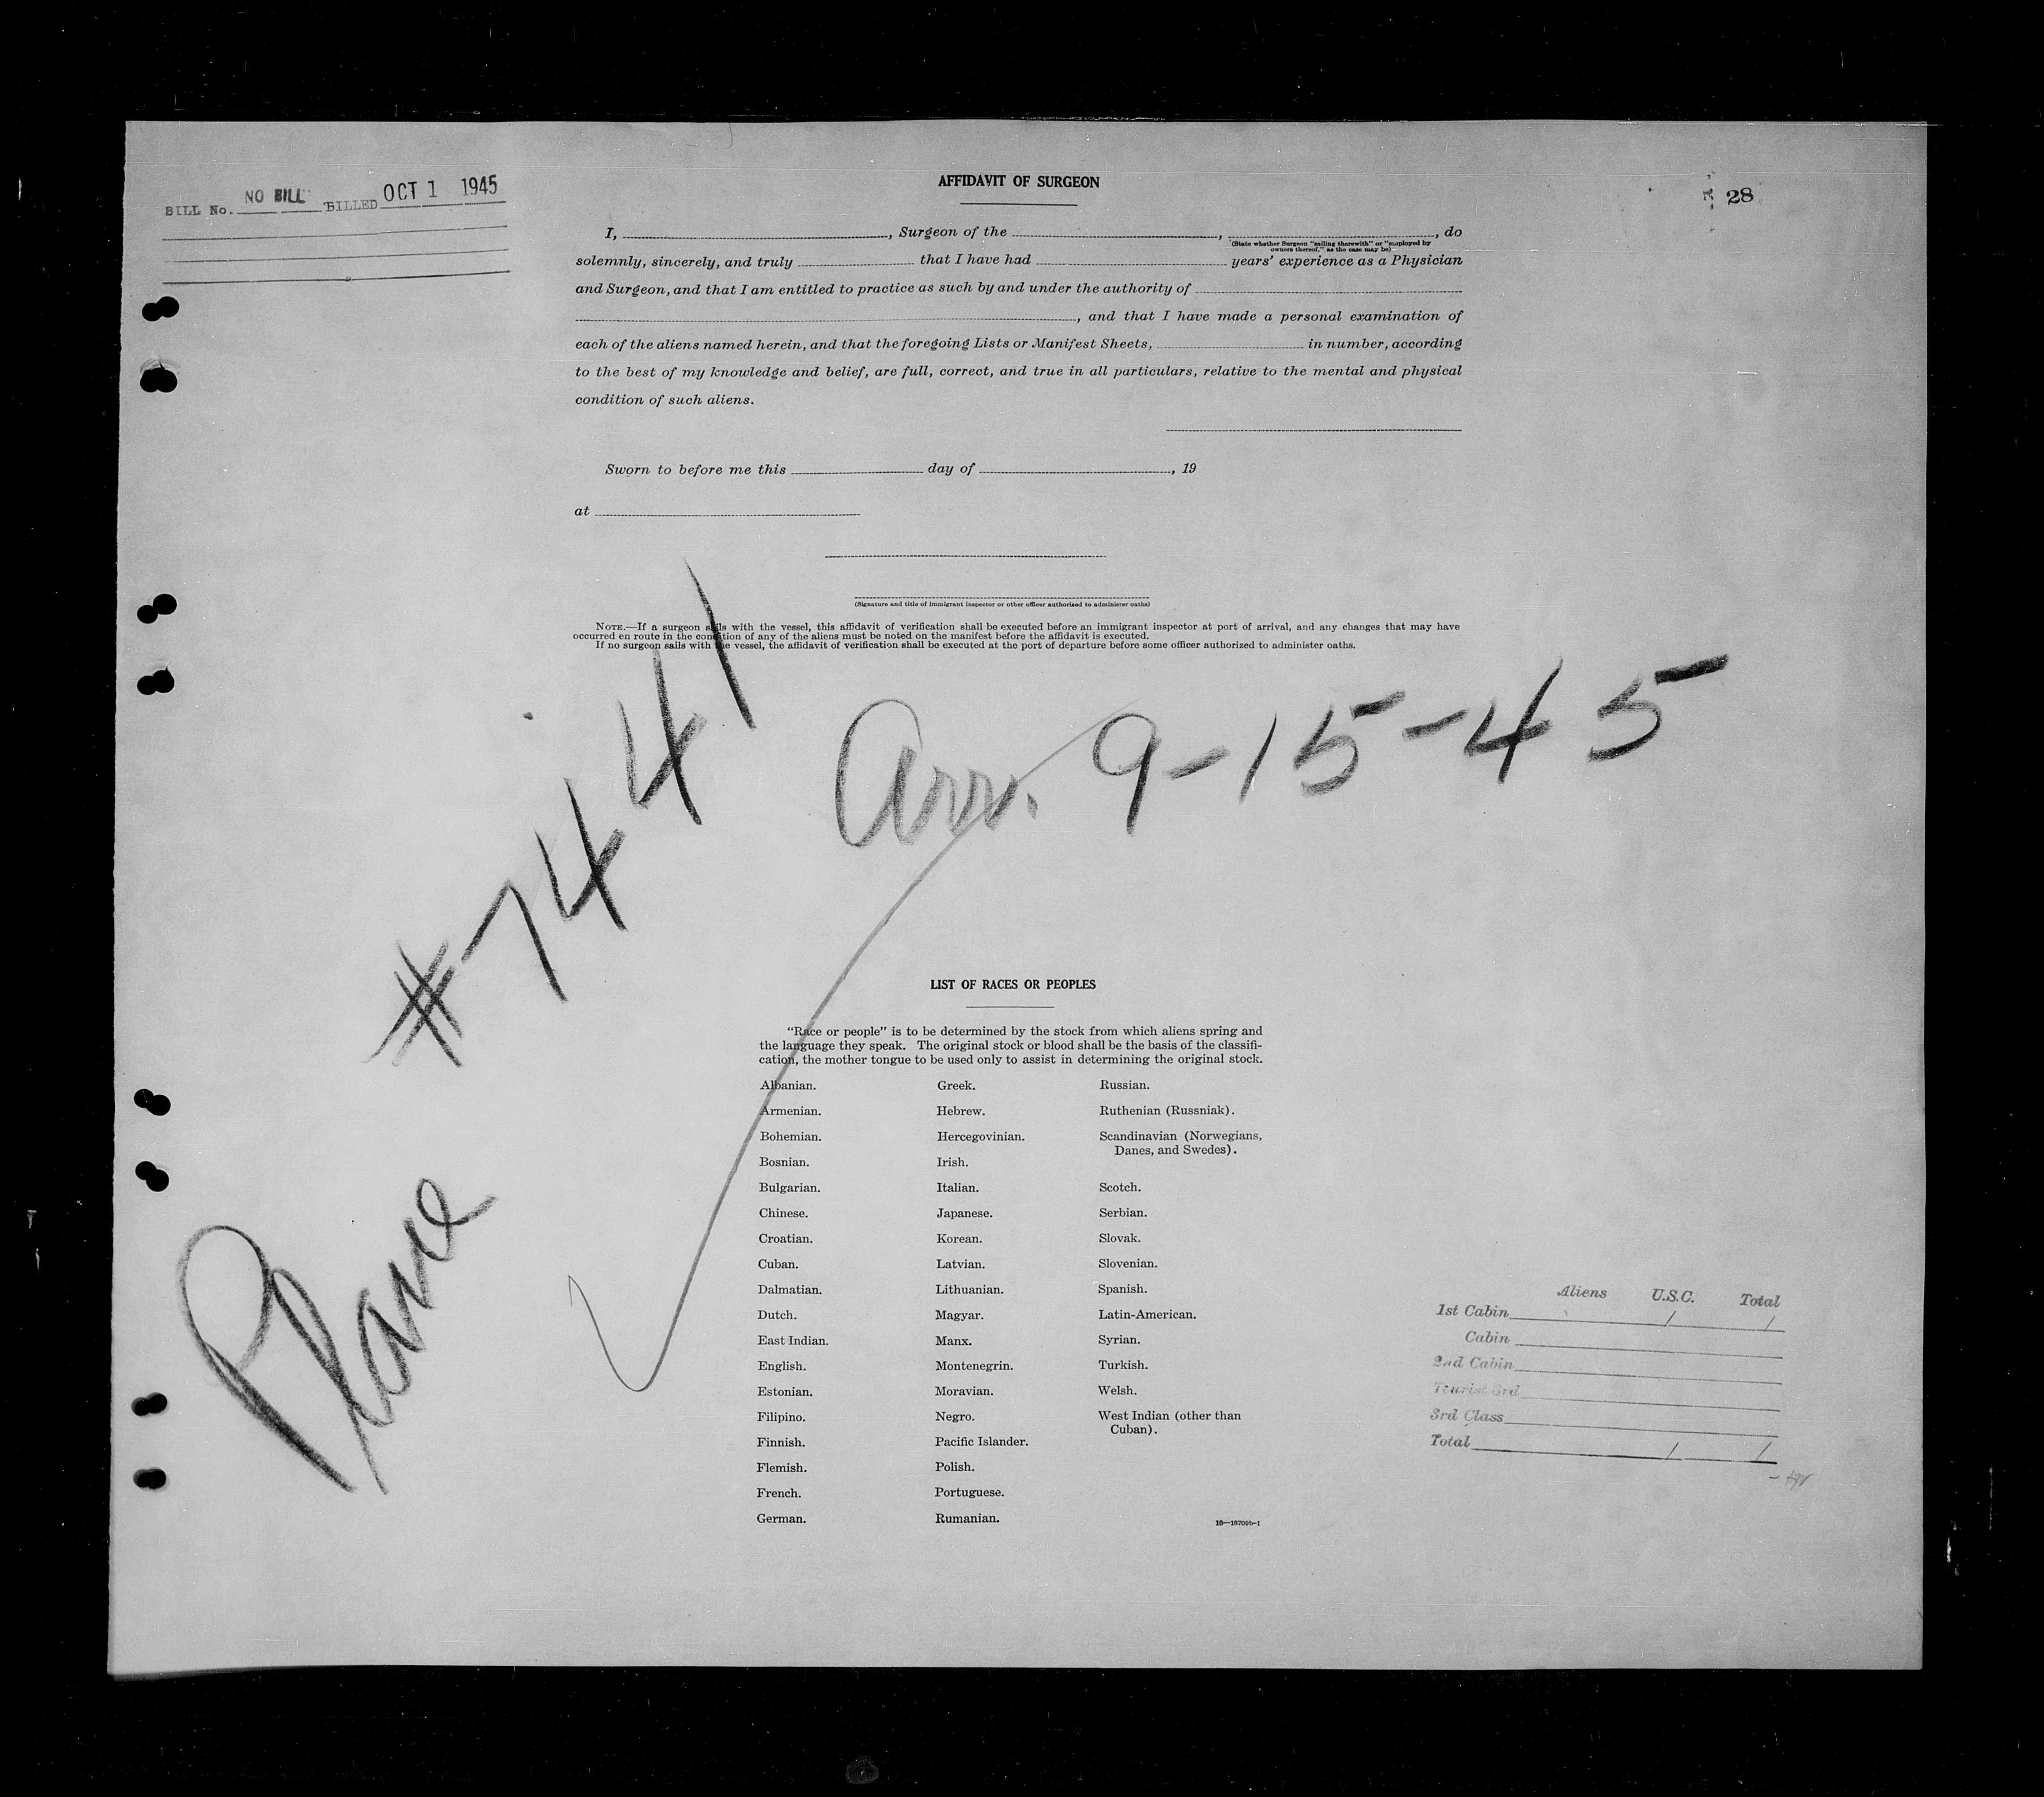 BILL No. NO BILL BILLED OCT 1 1945
28
AFFIDAVIT OF SURGEON
I, , Surgeon of the , , do
(State whether Surgeon "sailing therewith" or "employed by
owners thereof," as the case may be)
solemnly, sincerely, and truly that I have had years' experience as a Physician
and Surgeon, and that I am entitled to practice as such by and under the authority of
, and that I have made a personal examination of
each of the aliens named herein, and that the foregoing Lists or Manifest Sheets, in number, according
to the best of my knowledge and belief, are full, correct, and true in all particulars, relative to the mental and physical
condition of such aliens.
Sworn to before me this day of , 19
at
(Signature and title of immigrant inspector or other officer authorized to administer oaths)
NOTE.—If a surgeon sails with the vessel, this affidavit of verification shall be executed before an immigrant inspector at port of arrival, and any changes that may have
occurred en route in the condition of any of the aliens must be noted on the manifest before the affidavit is executed.
If no surgeon sails with the vessel, the affidavit of verification shall be executed at the port of departure before some officer authorized to administer oaths.
Plane #7441
Arr. 9-15-45
LIST OF RACES OR PEOPLES
"Race or people" is to be determined by the stock from which aliens spring and
the language they speak. The original stock or blood shall be the basis of the classifi-
cation, the mother tongue to be used only to assist in determining the original stock.
Albanian.
Armenian.
Bohemian.
Bosnian.
Bulgarian.
Chinese.
Croatian.
Cuban.
Dalmatian.
Dutch.
East Indian.
English.
Estonian.
Filipino.
Finnish.
Flemish.
French.
German.
Greek.
Hebrew.
Hercegovinian.
Irish.
Italian.
Japanese.
Korean.
Latvian.
Lithuanian.
Magyar.
Manx.
Montenegrin.
Moravian.
Negro.
Pacific Islander.
Polish.
Portuguese.
Rumanian.
Russian.
Ruthenian (Russniak).
Scandinavian (Norwegians,
Danes, and Swedes).
Scotch.
Serbian.
Slovak.
Slovenian.
Spanish.
Latin-American.
Syrian.
Turkish.
Welsh.
West Indian (other than
Cuban).
Aliens U.S.C. Total
1st Cabin 1 1
Cabin
2nd Cabin
Tourist 3rd
3rd Class
Total 1 1